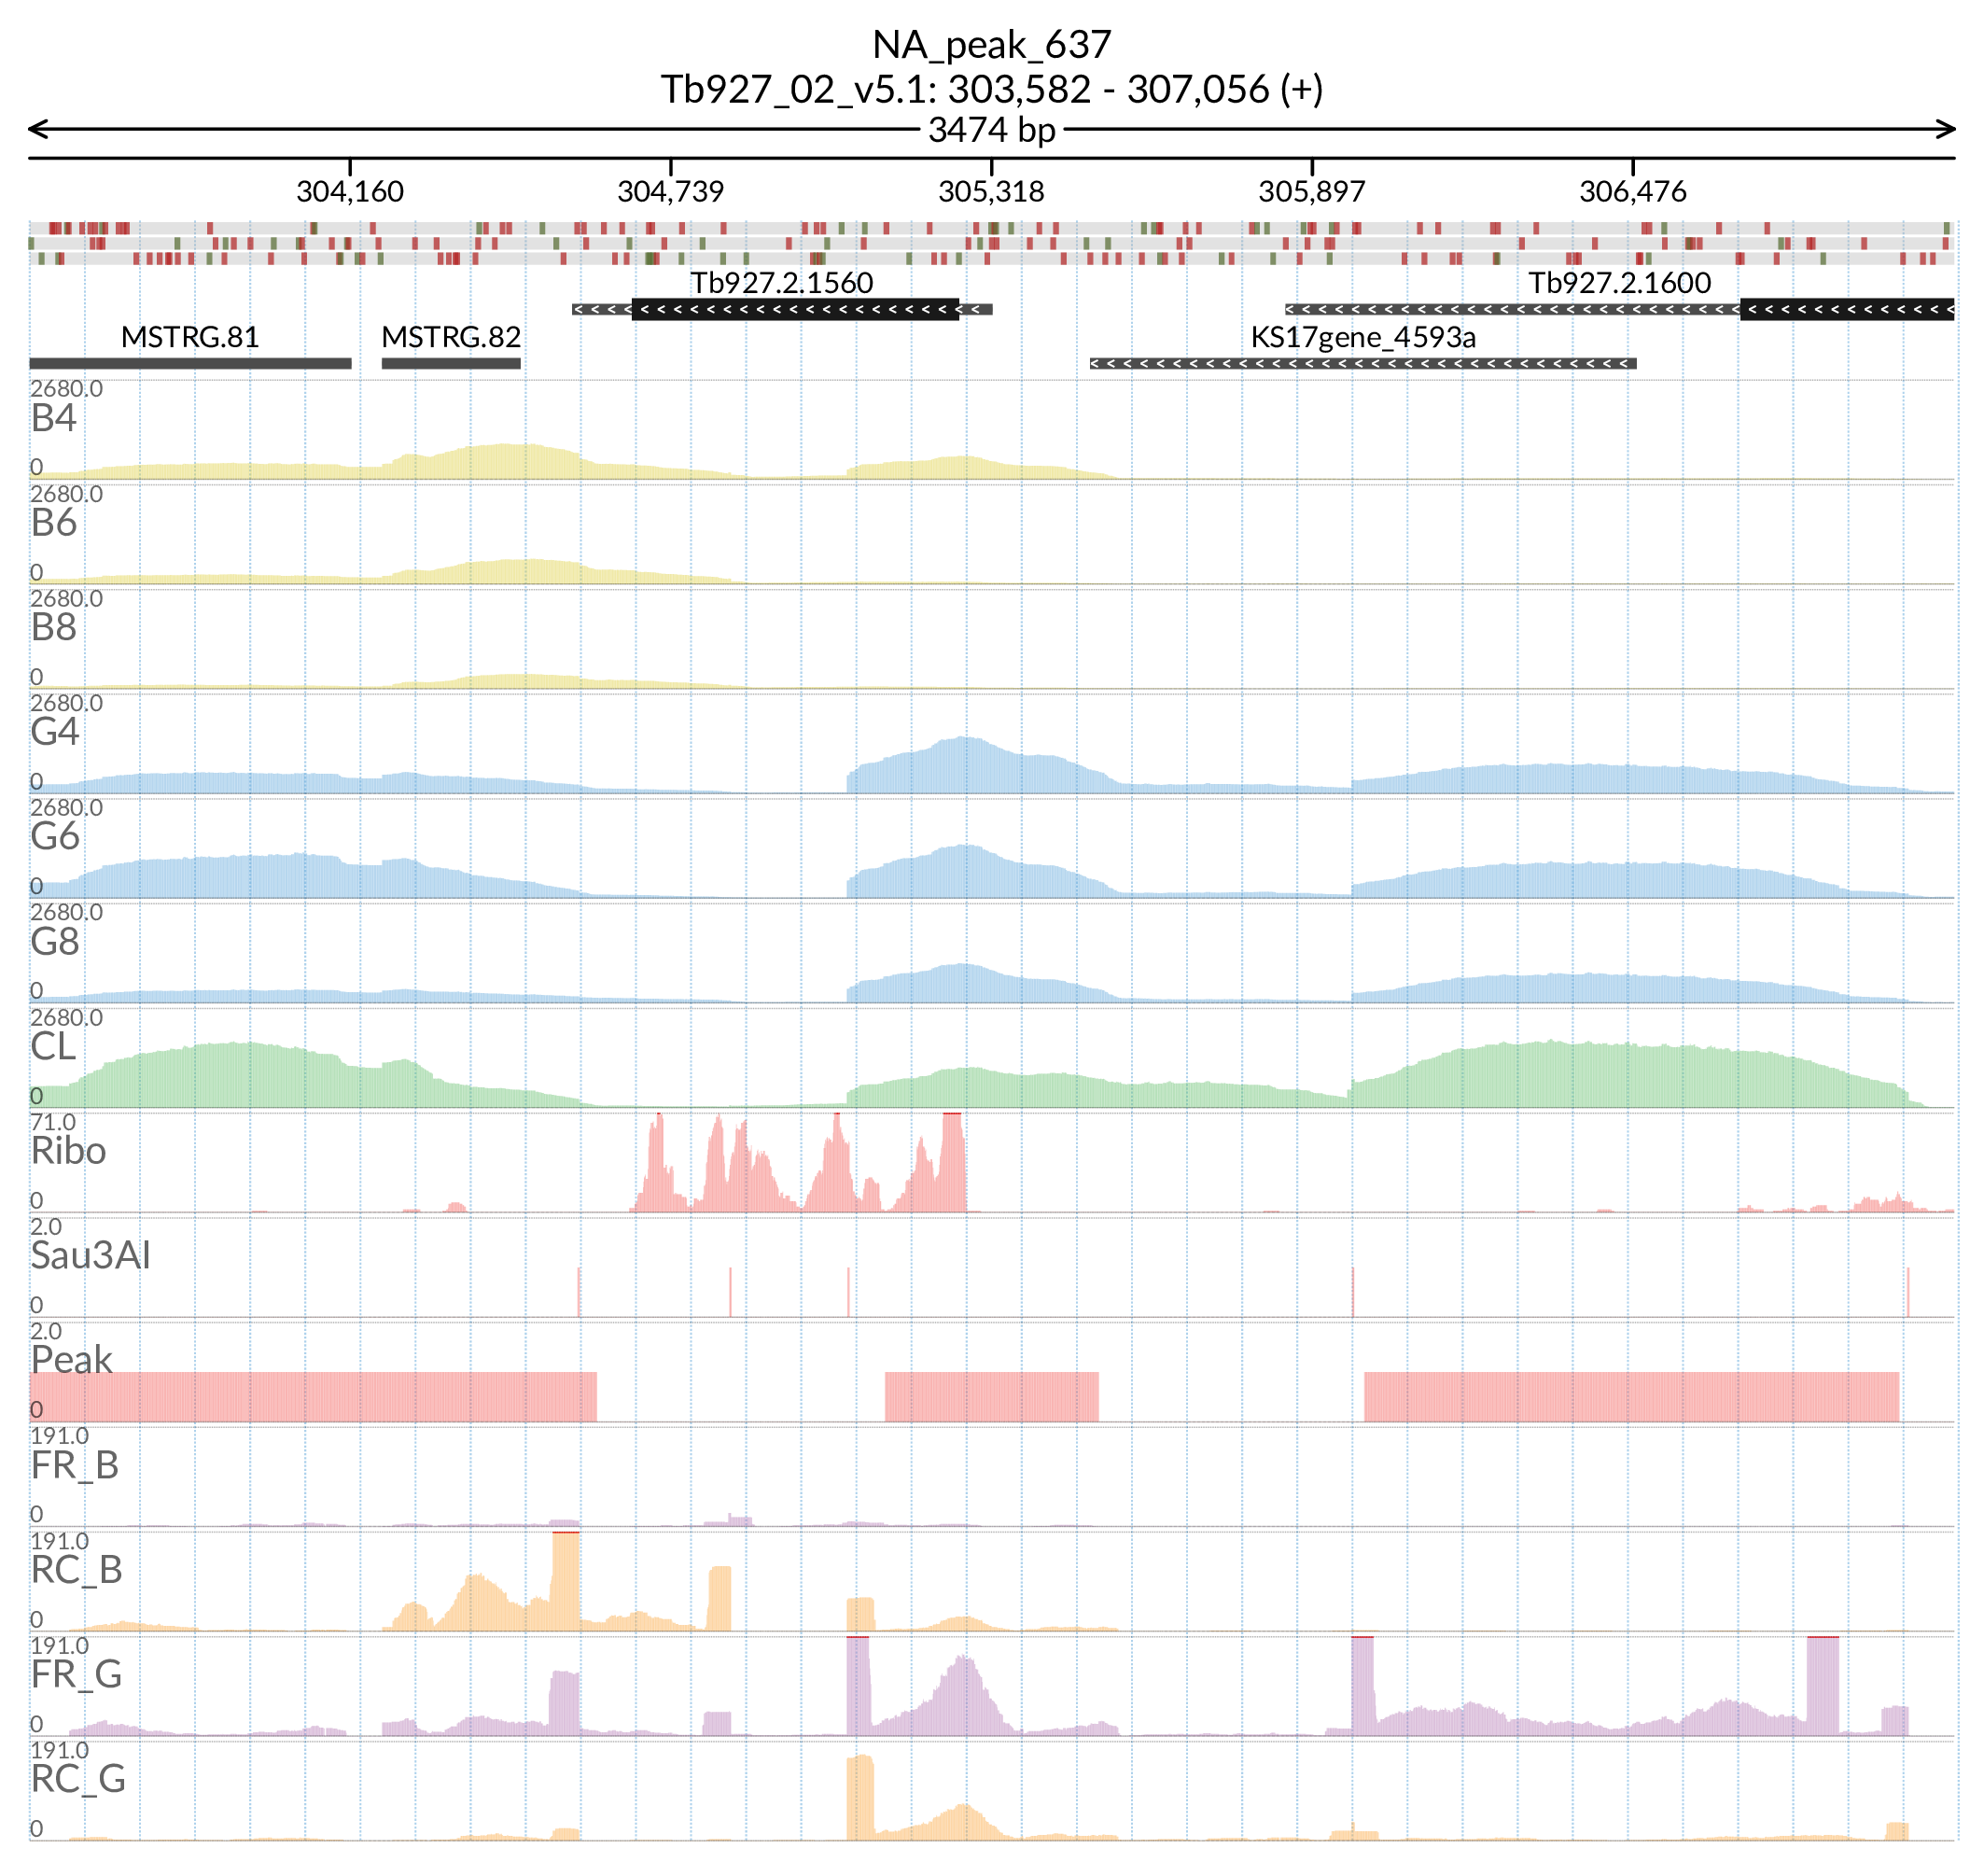 NA_peak_637
Tb927_02_v5.1: 303,582 - 307,056 (+)
3474 bp
304,160 304,739 305,318 305,897 306,476
Tb927.2.1560 Tb927.2.1600
MSTRG.81 MSTRG.82 KS17gene_4593a
2680.0
B4
0
2680.0
B6
0
2680.0
B8
0
2680.0
G4
0
2680.0
G6
0
2680.0
G8
0
2680.0
CL
0
71.0
Ribo
0
2.0
Sau3AI
0
2.0
Peak
0
191.0
FR_B
0
191.0
RC_B
0
191.0
FR_G
0
191.0
RC_G
0